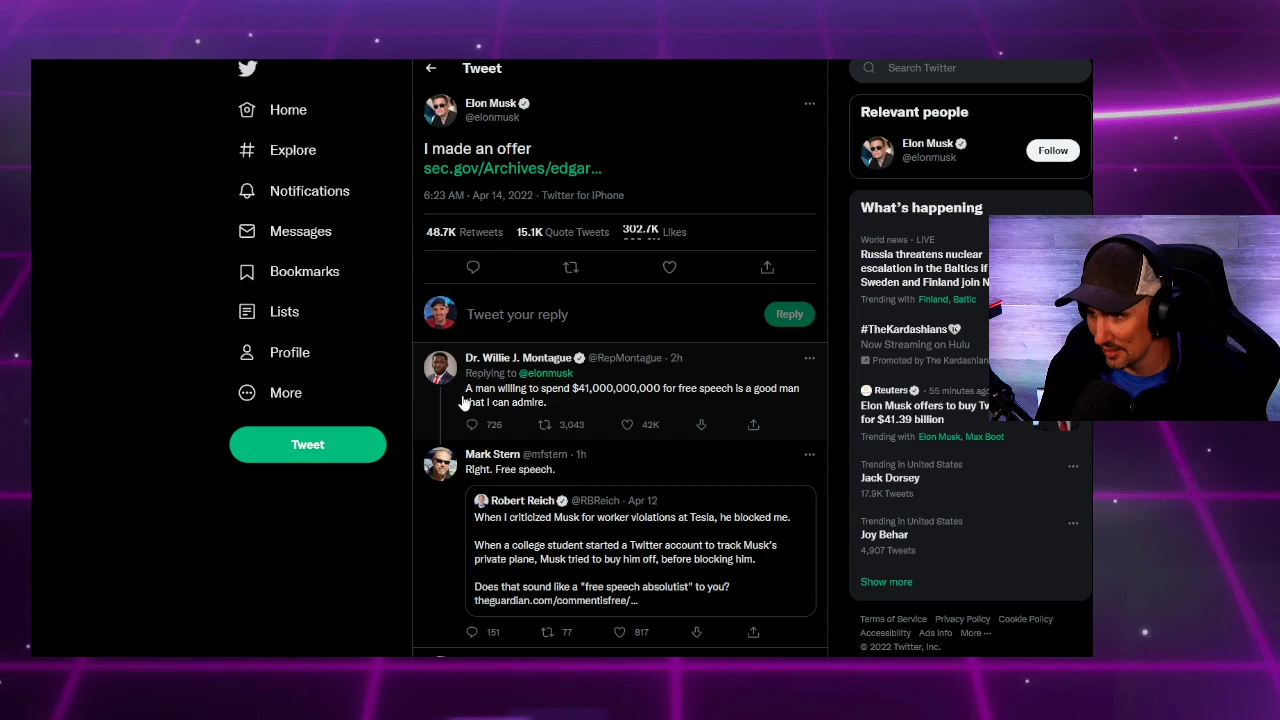 Home
Explore
Notifications
Messages
Bookmarks
Lists
Profile
More
Tweet
Tweet
Elon Musk
@elonmusk
I made an offer
sec.gov/Archives/edgar...
6:23 AM · Apr 14, 2022 · Twitter for iPhone
48.7K Retweets 15.1K Quote Tweets 302.7K Likes
Tweet your reply
Reply
Dr. Willie J. Montague @RepMontague · 2h
Replying to @elonmusk
A man willing to spend $41,000,000,000 for free speech is a good man
that I can admire.
726 3,043 42K
Mark Stern @mfstern · 1h
Right. Free speech.
Robert Reich @RBReich · Apr 12
When I criticized Musk for worker violations at Tesla, he blocked me.
When a college student started a Twitter account to track Musk's
private plane, Musk tried to buy him off, before blocking him.
Does that sound like a "free speech absolutist" to you?
theguardian.com/commentisfree/...
151 77 817
Search Twitter
Relevant people
Elon Musk
@elonmusk
Follow
What's happening
World news · LIVE
Russia threatens nuclear
escalation in the Baltics if
Sweden and Finland join N
Trending with Finland, Baltic
#TheKardashians
Now Streaming on Hulu
Promoted by The Kardashian
Reuters · 55 minutes ago
Elon Musk offers to buy Tw
for $41.39 billion
Trending with Elon Musk, Max Boot
Trending in United States
Jack Dorsey
17.9K Tweets
Trending in United States
Joy Behar
4,907 Tweets
Show more
Terms of Service Privacy Policy Cookie Policy
Accessibility Ads info More ···
© 2022 Twitter, Inc.